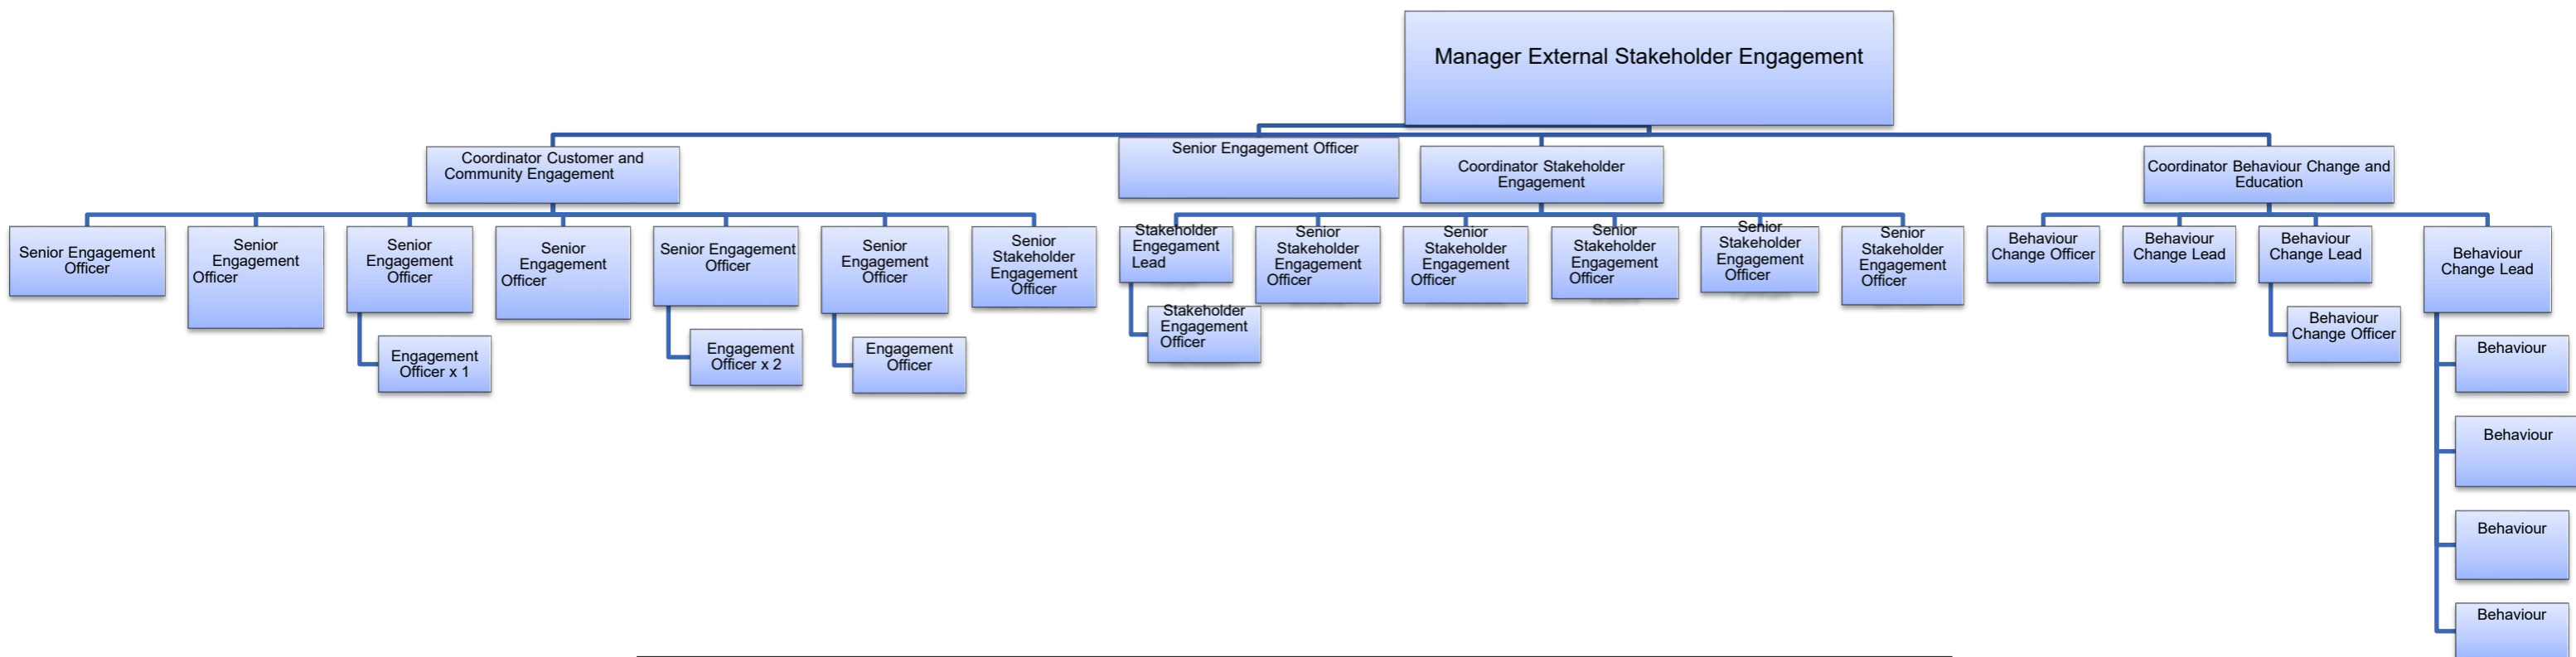 Manager External Stakeholder Engagement
Coordinator Customer and
Community Engagement
Senior Engagement Officer
Coordinator Stakeholder
Engagement
Coordinator Behaviour Change and
Education
Senior Engagement
Officer
Senior
Engagement
Officer
Senior
Engagement
Officer
Senior
Engagement
Officer
Senior Engagement
Officer
Senior
Engagement
Officer
Senior
Stakeholder
Engagement
Officer
Stakeholder
Engegament
Lead
Senior
Stakeholder
Engagement
Officer
Senior
Stakeholder
Engagement
Officer
Senior
Stakeholder
Engagement
Officer
Senior
Stakeholder
Engagement
Officer
Senior
Stakeholder
Engagement
Officer
Behaviour
Change Officer
Behaviour
Change Lead
Behaviour
Change Lead
Behaviour
Change Lead
Engagement
Officer x 1
Engagement
Officer x 2
Engagement
Officer
Stakeholder
Engagement
Officer
Behaviour
Change Officer
Behaviour
Behaviour
Behaviour
Behaviour